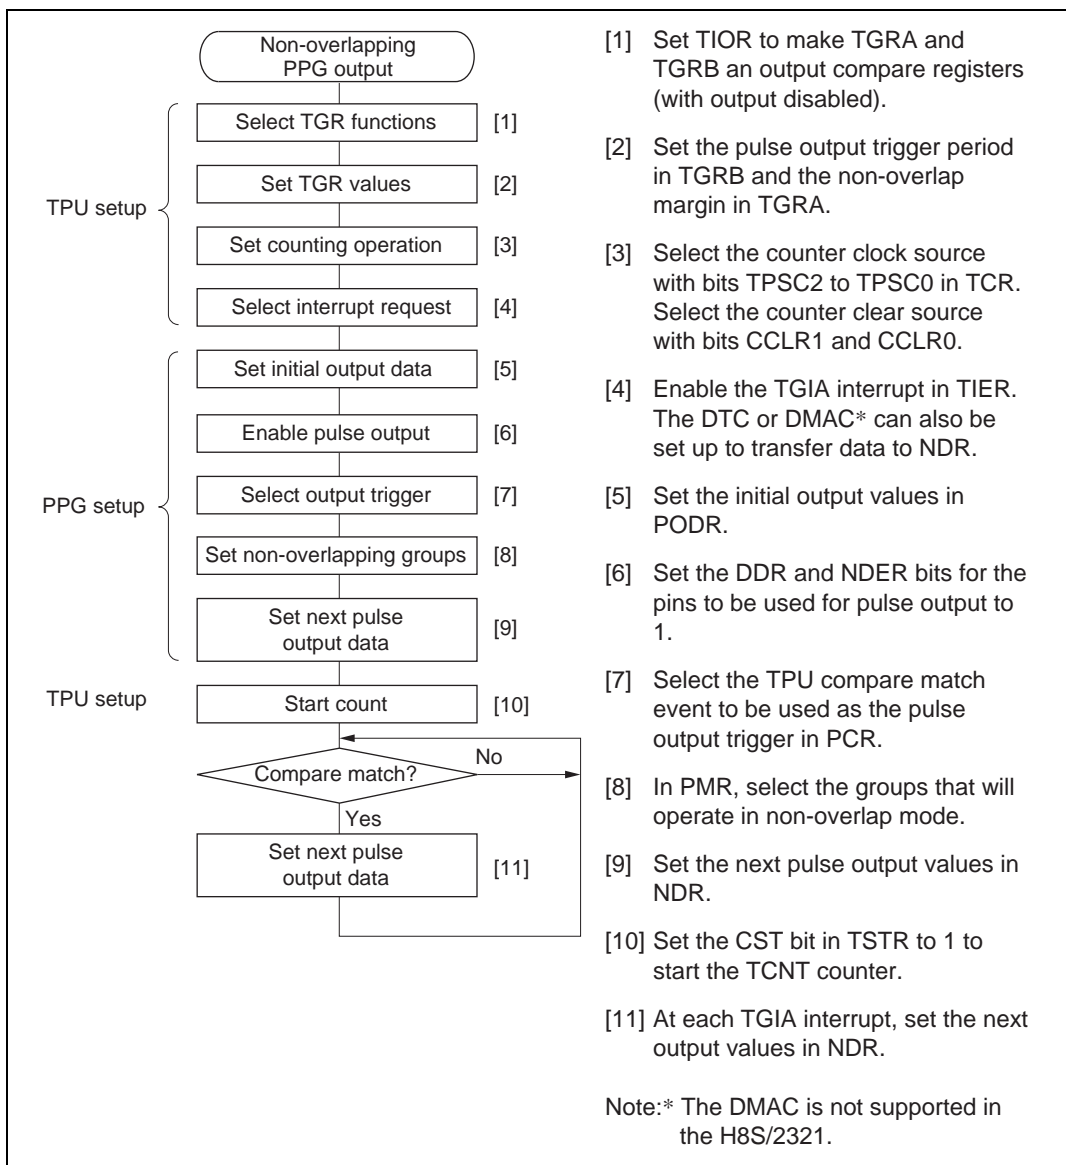 Non-overlapping
PPG output
TPU setup
Select TGR functions [1]
Set TGR values [2]
Set counting operation [3]
Select interrupt request [4]
PPG setup
Set initial output data [5]
Enable pulse output [6]
Select output trigger [7]
Set non-overlapping groups [8]
Set next pulse
output data [9]
TPU setup
Start count [10]
Compare match?
No
Yes
Set next pulse
output data [11]
[1] Set TIOR to make TGRA and
TGRB an output compare registers
(with output disabled).
[2] Set the pulse output trigger period
in TGRB and the non-overlap
margin in TGRA.
[3] Select the counter clock source
with bits TPSC2 to TPSC0 in TCR.
Select the counter clear source
with bits CCLR1 and CCLR0.
[4] Enable the TGIA interrupt in TIER.
The DTC or DMAC* can also be
set up to transfer data to NDR.
[5] Set the initial output values in
PODR.
[6] Set the DDR and NDER bits for the
pins to be used for pulse output to
1.
[7] Select the TPU compare match
event to be used as the pulse
output trigger in PCR.
[8] In PMR, select the groups that will
operate in non-overlap mode.
[9] Set the next pulse output values in
NDR.
[10] Set the CST bit in TSTR to 1 to
start the TCNT counter.
[11] At each TGIA interrupt, set the next
output values in NDR.
Note:* The DMAC is not supported in
the H8S/2321.